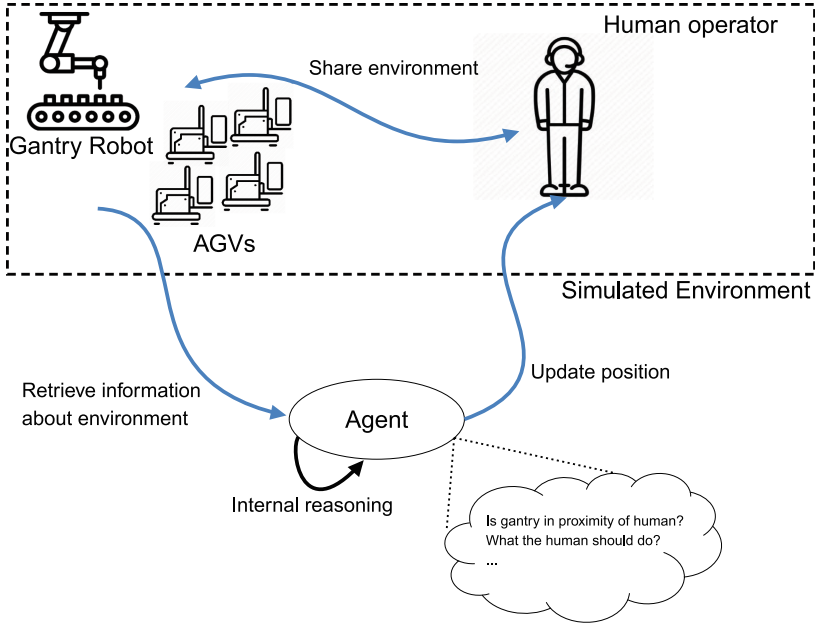 Human operator
Share environment
Gantry Robot
AGVs
Simulated Environment
Update position
Retrieve information
about environment
Agent
Internal reasoning
Is gantry in proximity of human?
What the human should do?
...